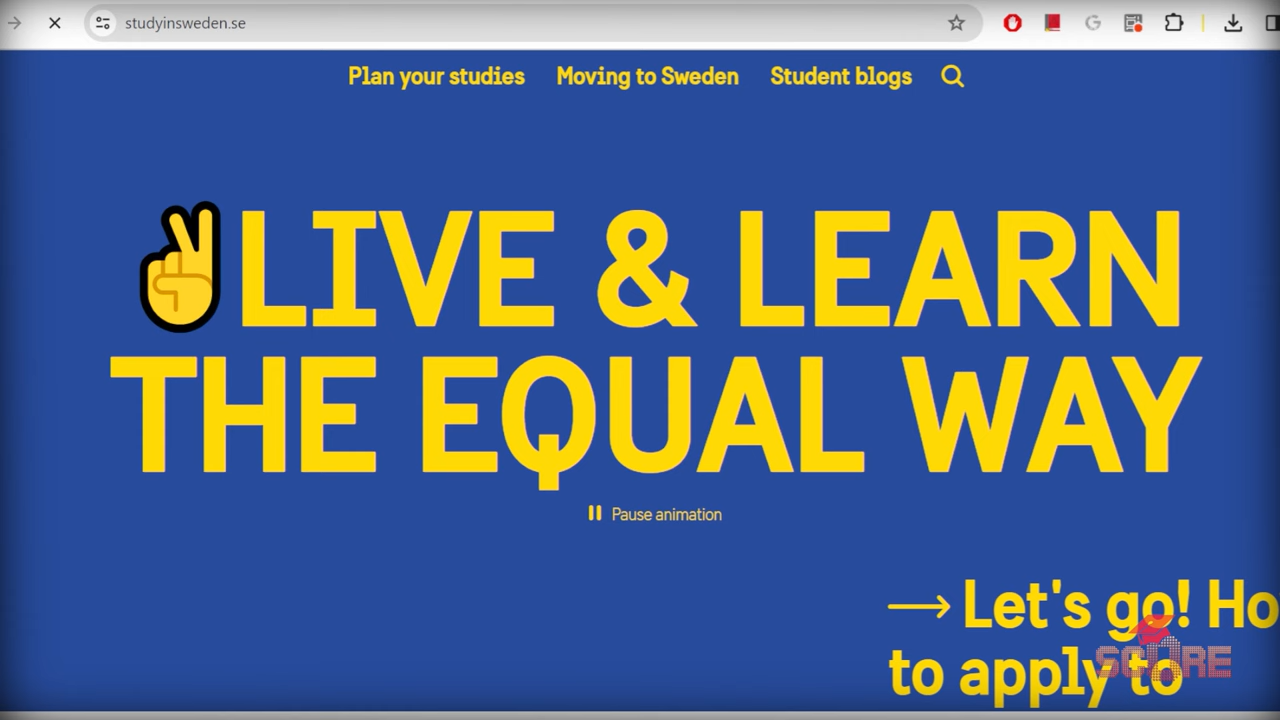 studyinsweden.se
Plan your studies Moving to Sweden Student blogs
LIVE & LEARN
THE EQUAL WAY
Pause animation
Let's go! Ho
to apply to